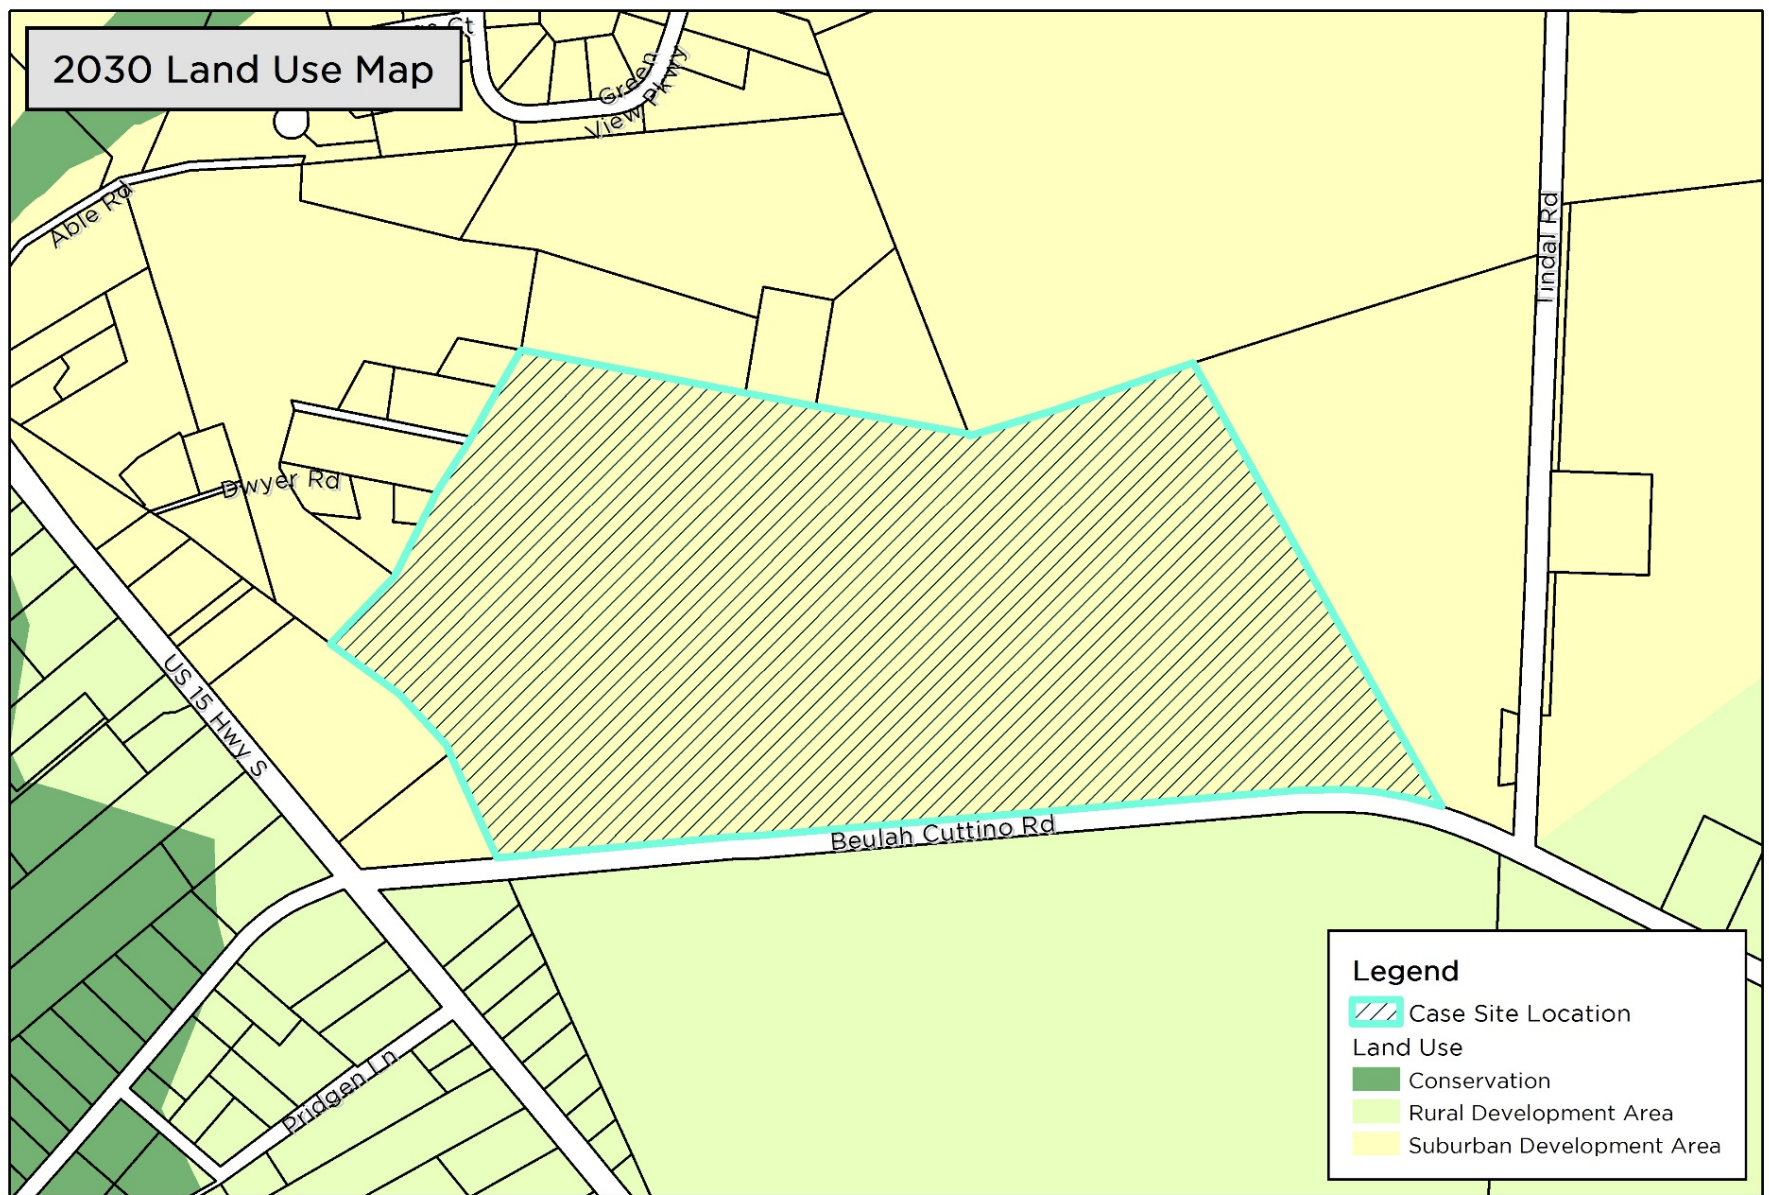 2030 Land Use Map
Ct
Green
View Pkwy
Able Rd
Tindal Rd
Dwyer Rd
US 15 Hwy S
Beulah Cuttino Rd
Pridgen Ln
Legend
Case Site Location
Land Use
Conservation
Rural Development Area
Suburban Development Area